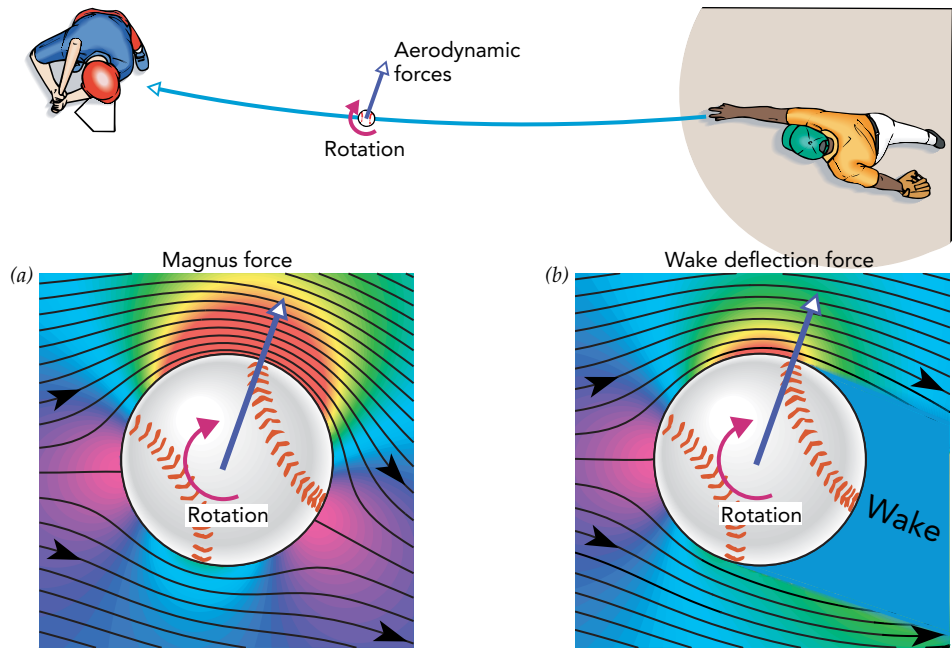 Aerodynamic
forces
Rotation
(a)
Magnus force
(b)
Wake deflection force
Rotation
Rotation
Wake